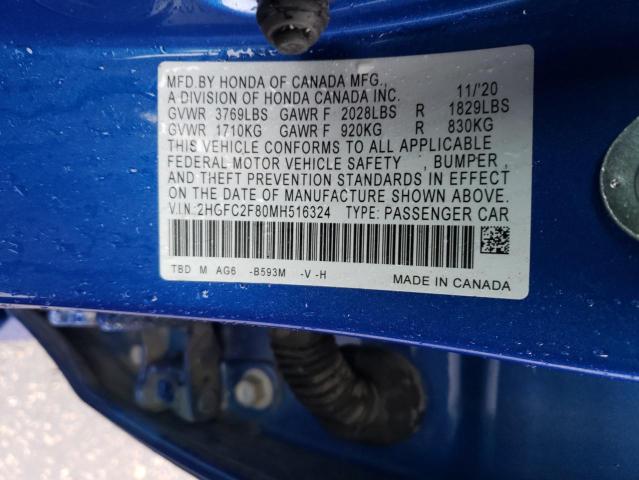 MFD.BY HONDA OF CANADA MFG., 11/'20
A DIVISION OF HONDA CANADA INC.
GVWR 3769LBS GAWR F 2028LBS R 1829LBS
GVWR 1710KG GAWR F 920KG R 830KG
THIS VEHICLE CONFORMS TO ALL APPLICABLE
FEDERAL MOTOR VEHICLE SAFETY , BUMPER
AND THEFT PREVENTION STANDARDS IN EFFECT
ON THE DATE OF MANUFACTURE SHOWN ABOVE.
V.I.N: 2HGFC2F80MH516324 TYPE: PASSENGER CAR
TBD M AG6 -B593M -V -H MADE IN CANADA